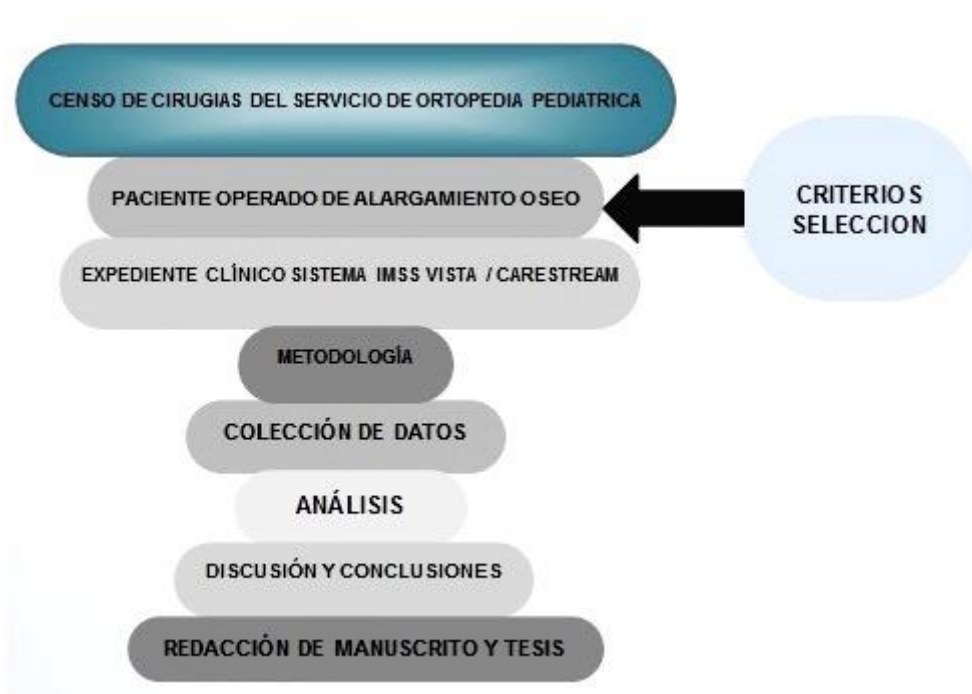 CENSO DE CIRUGIAS DEL SERVICIO DE ORTOPEDIA PEDIATRICA
PACIENTE OPERADO DE ALARGAMIENTO OSEO
CRITERIOS
SELECCION
EXPEDIENTE CLÍNICO SISTEMA IMSS VISTA / CARESTREAM
METODOLOGÍA
COLECCIÓN DE DATOS
ANÁLISIS
DISCUSIÓN Y CONCLUSIONES
REDACCIÓN DE MANUSCRITO Y TESIS